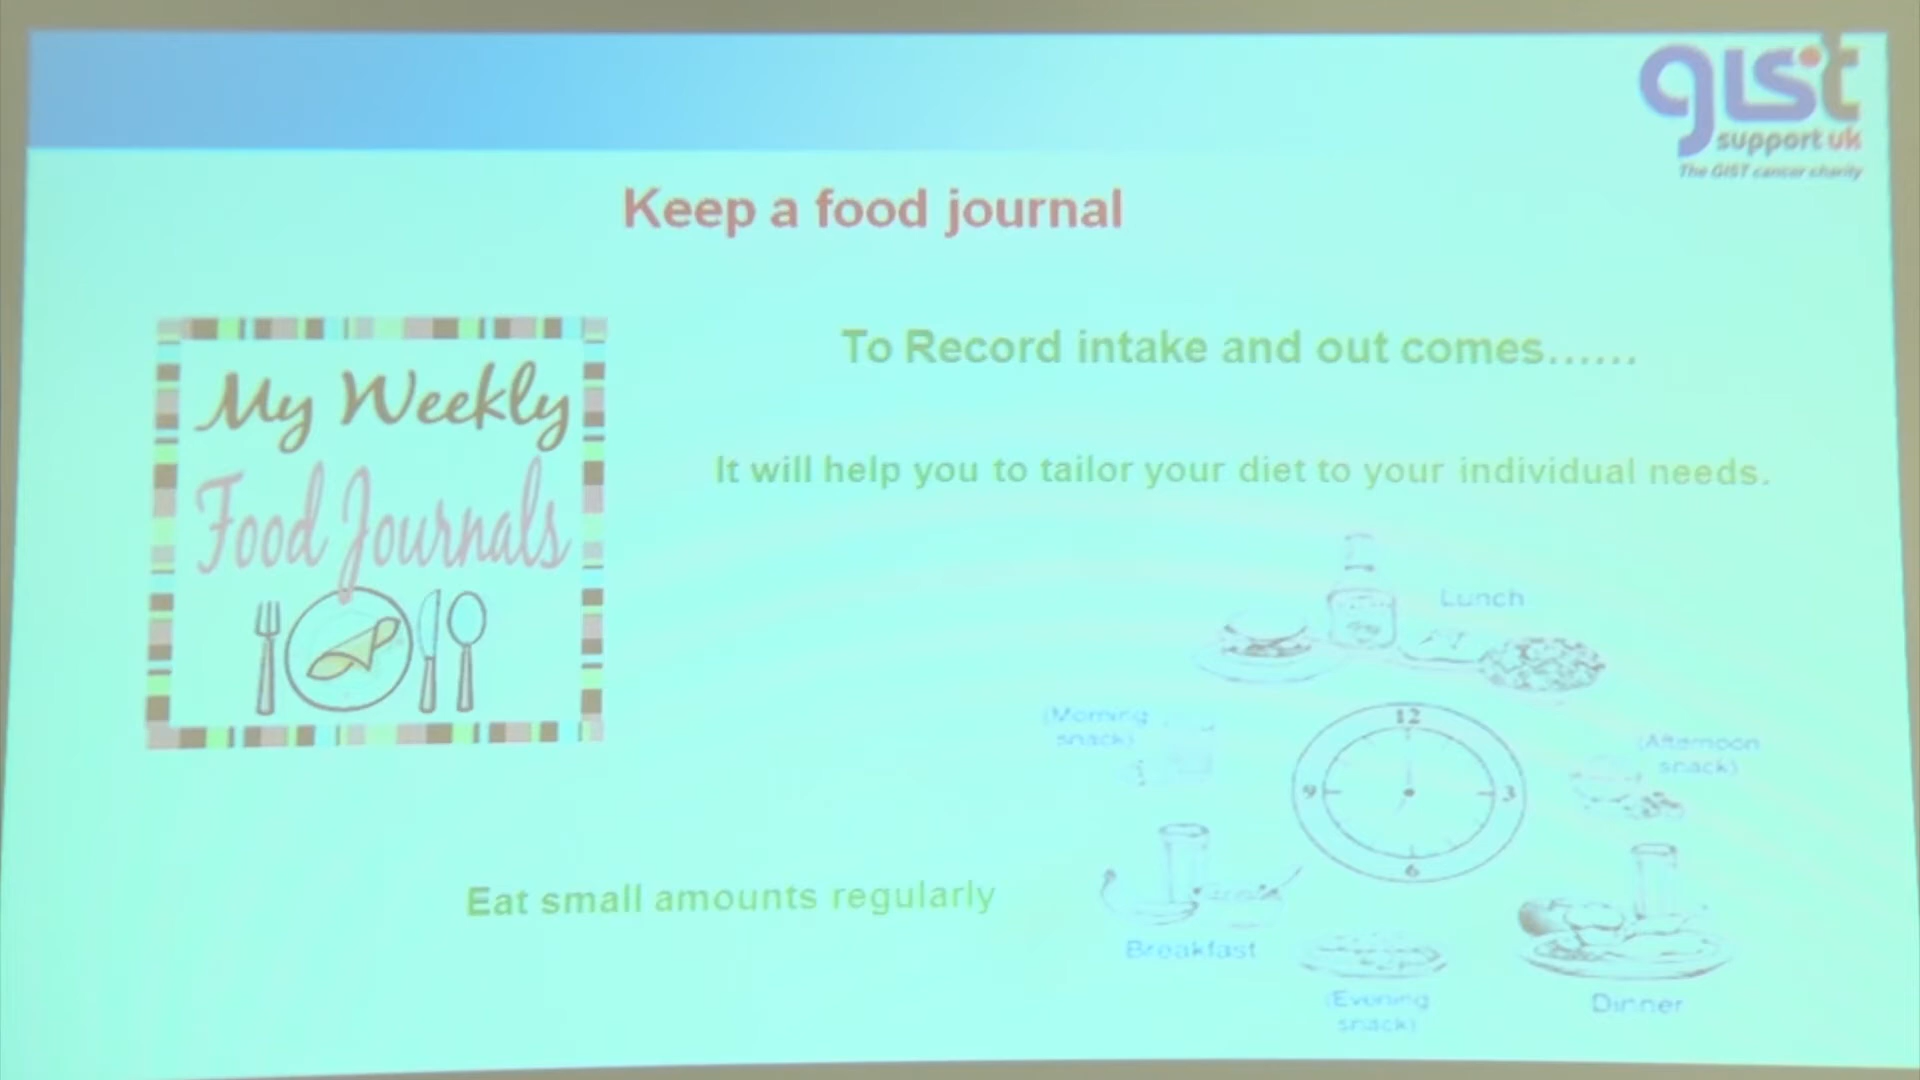 gist
support uk
The GIST cancer charity
Keep a food journal
My Weekly
Food Journals
To Record intake and out comes......
It will help you to tailor your diet to your individual needs.
Lunch
(Morning
snack)
12
9
3
6
(Afternoon
snack)
Eat small amounts regularly
Breakfast
(Evening
snack)
Dinner